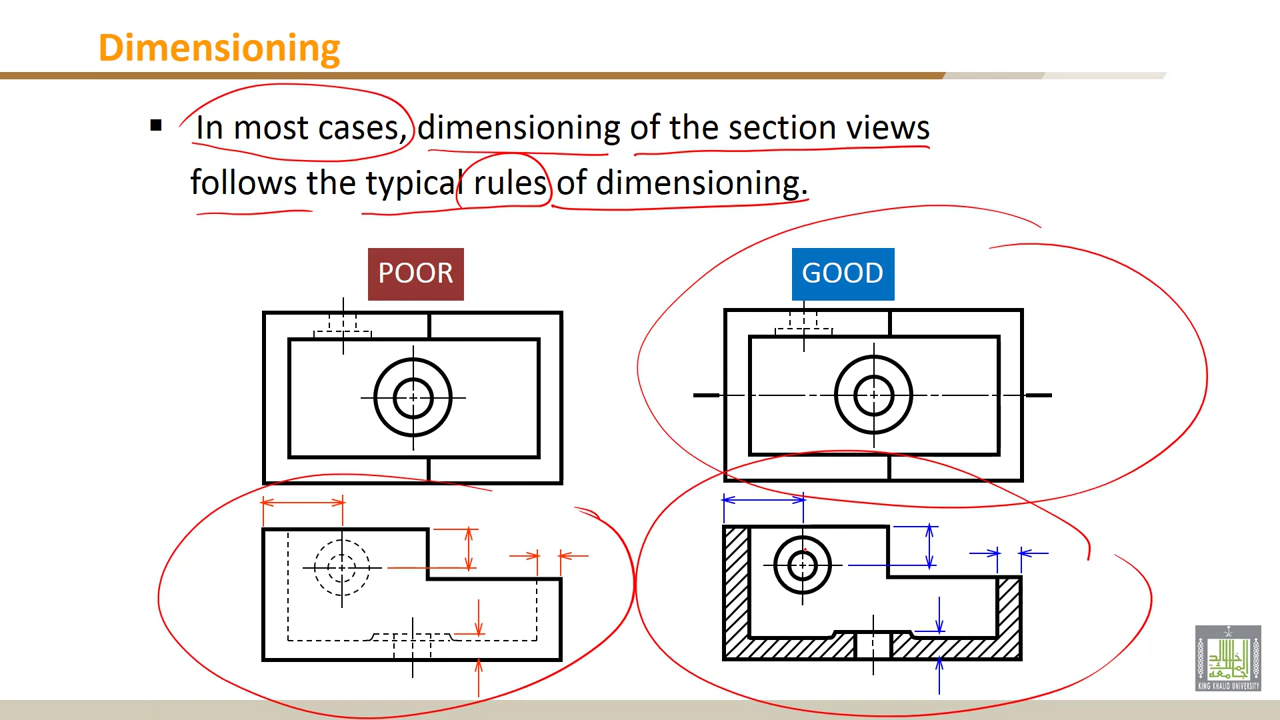 Dimensioning
▪ In most cases, dimensioning of the section views
follows the typical rules of dimensioning.
POOR
GOOD
KING KHALID UNIVERSITY